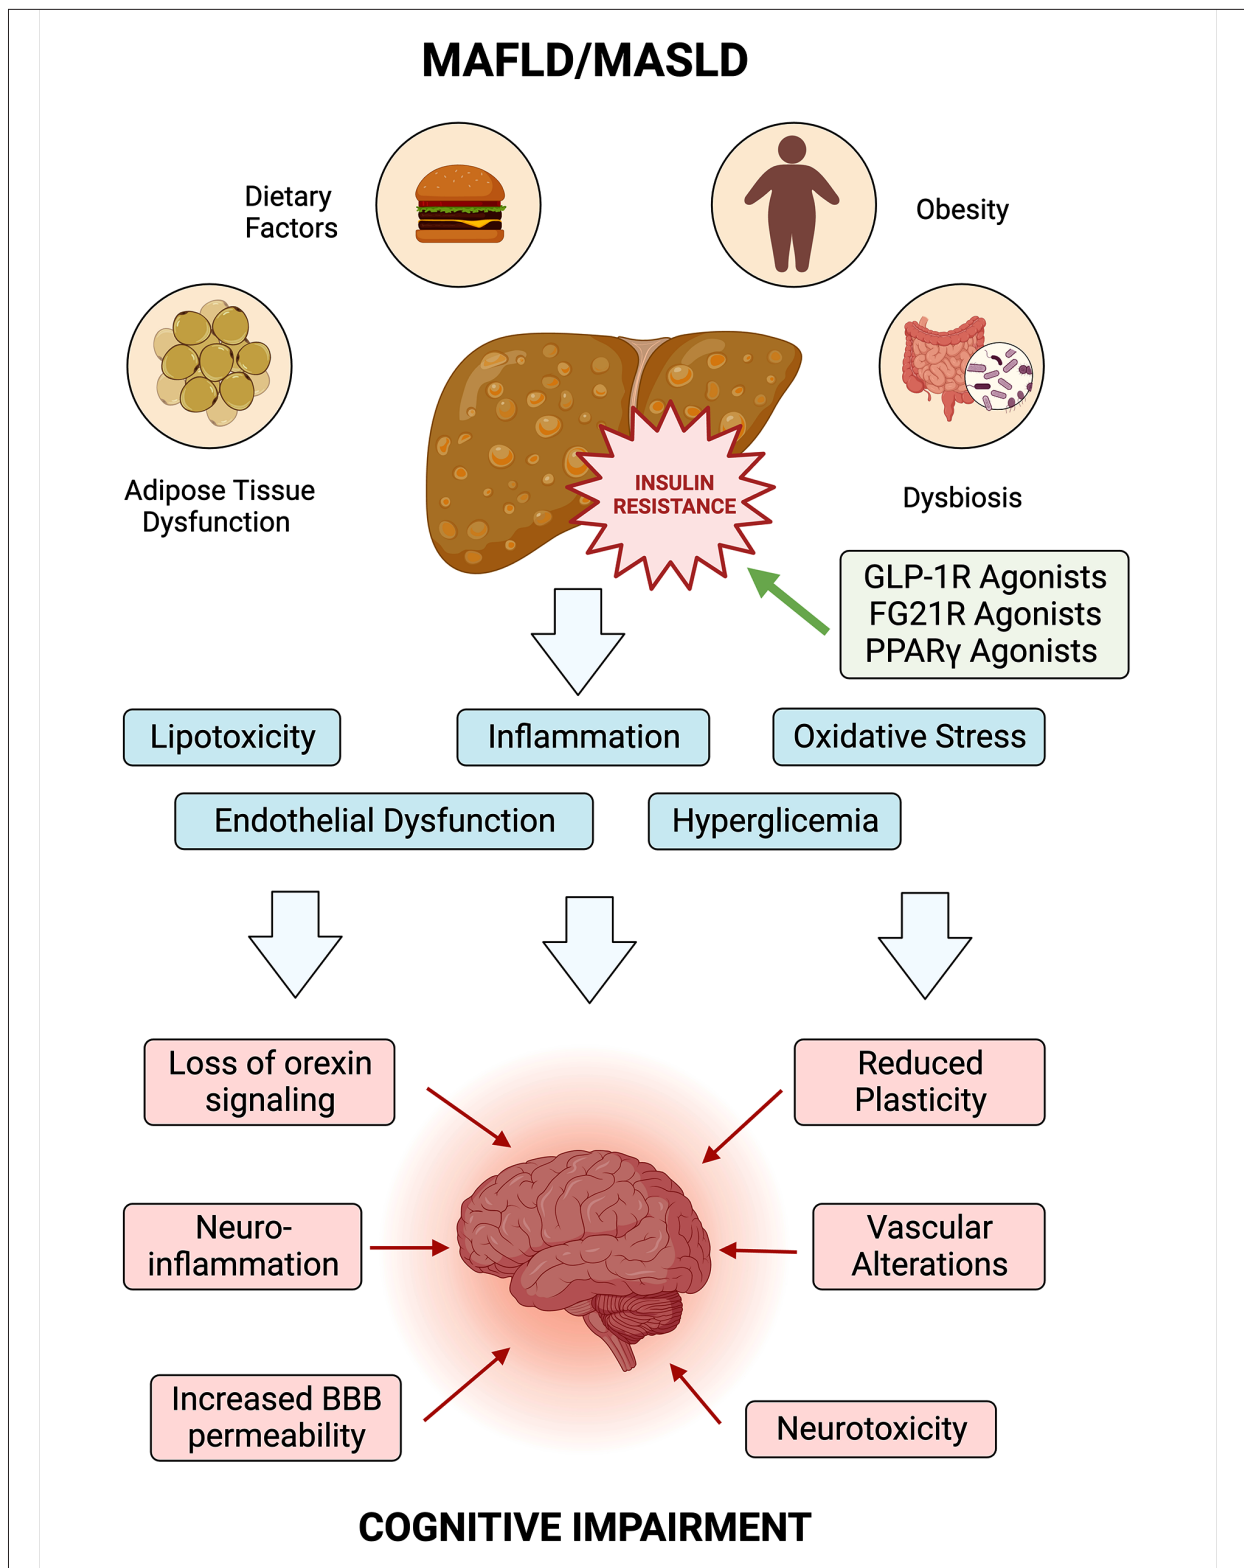 MAFLD/MASLD
Dietary
Factors
Obesity
Adipose Tissue
Dysfunction
INSULIN
RESISTANCE
Dysbiosis
GLP-1R Agonists
FG21R Agonists
PPARγ Agonists
Lipotoxicity
Inflammation
Oxidative Stress
Endothelial Dysfunction
Hyperglicemia
Loss of orexin
signaling
Reduced
Plasticity
Neuro-
inflammation
Vascular
Alterations
Increased BBB
permeability
Neurotoxicity
COGNITIVE IMPAIRMENT